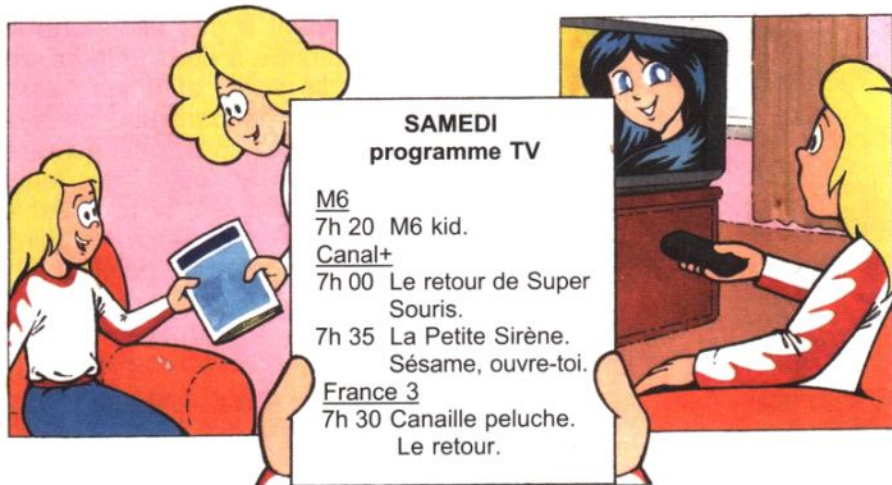 SAMEDI
programme TV
M6
7h 20 M6 kid.
Canal+
7h 00 Le retour de Super
Souris.
7h 35 La Petite Sirène.
Sésame, ouvre-toi.
France 3
7h 30 Canaille peluche.
Le retour.